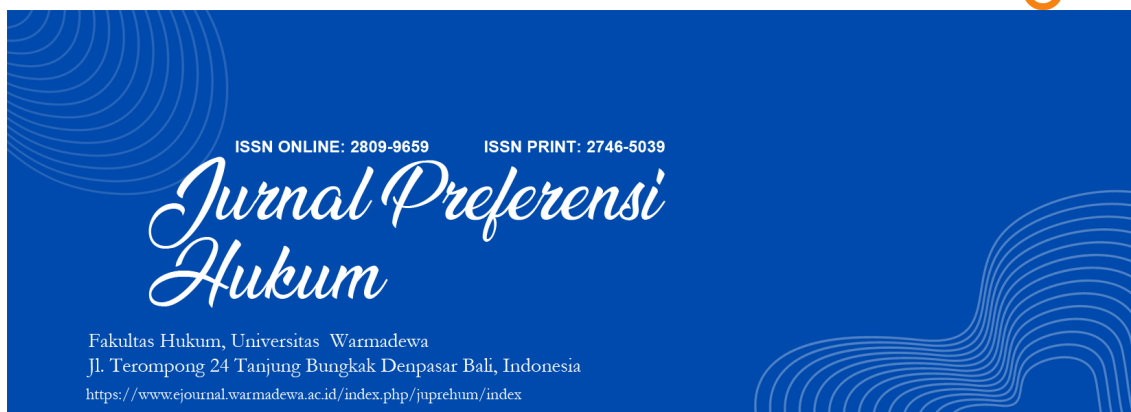 ISSN ONLINE: 2809-9659 ISSN PRINT: 2746-5039
Jurnal Preferensi
Hukum
Fakultas Hukum, Universitas Warmadewa
Jl. Terompong 24 Tanjung Bungkak Denpasar Bali, Indonesia
https://www.ejournal.warmadewa.ac.id/index.php/juprehum/index